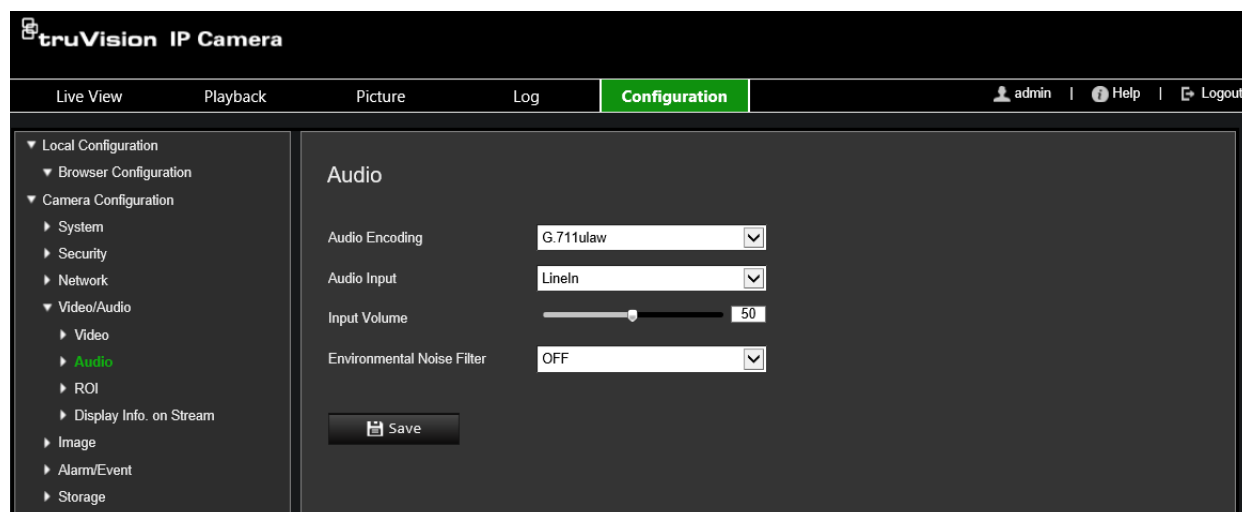 truVision IP Camera
Live View Playback Picture Log Configuration admin | Help | Logout
Local Configuration
Browser Configuration
Camera Configuration
System
Security
Network
Video/Audio
Video
Audio
ROI
Display Info. on Stream
Image
Alarm/Event
Storage
Audio
Audio Encoding G.711ulaw
Audio Input LineIn
Input Volume 50
Environmental Noise Filter OFF
Save